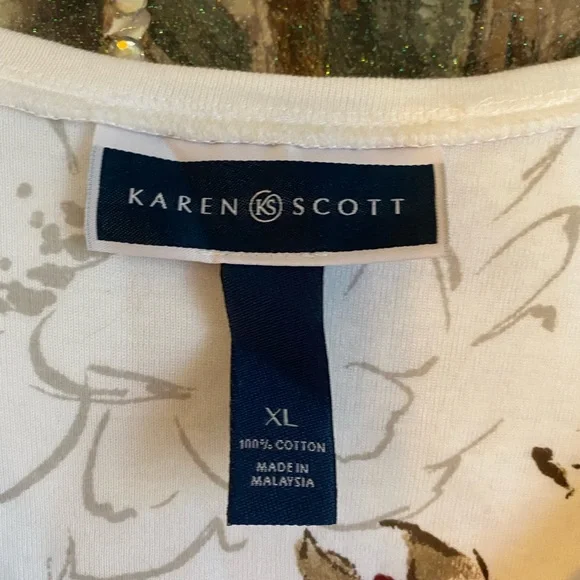 KAREN KS SCOTT
XL
100% COTTON
MADE IN
MALAYSIA